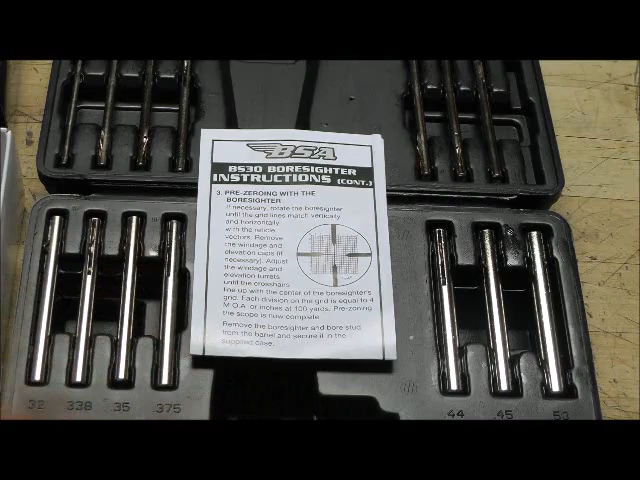 BSA
BS30 BORESIGHTER
INSTRUCTIONS (CONT.)
3. PRE-ZEROING WITH THE
BORESIGHTER
If necessary, rotate the boresighter
until the grid lines match vertically
and horizontally
with the reticle
vectors. Remove
the windage and
elevation caps (if
necessary). Adjust
the windage and
elevation turrets
until the crosshairs
line up with the center of the boresighter's
grid. Each division on the grid is equal to 4
M.O.A. or inches at 100 yards. Pre-zeroing
the scope is now complete.
Remove the boresighter and bore stud
from the barrel and secure it in the
supplied case.
.32 .338 .35 .375 .44 .45